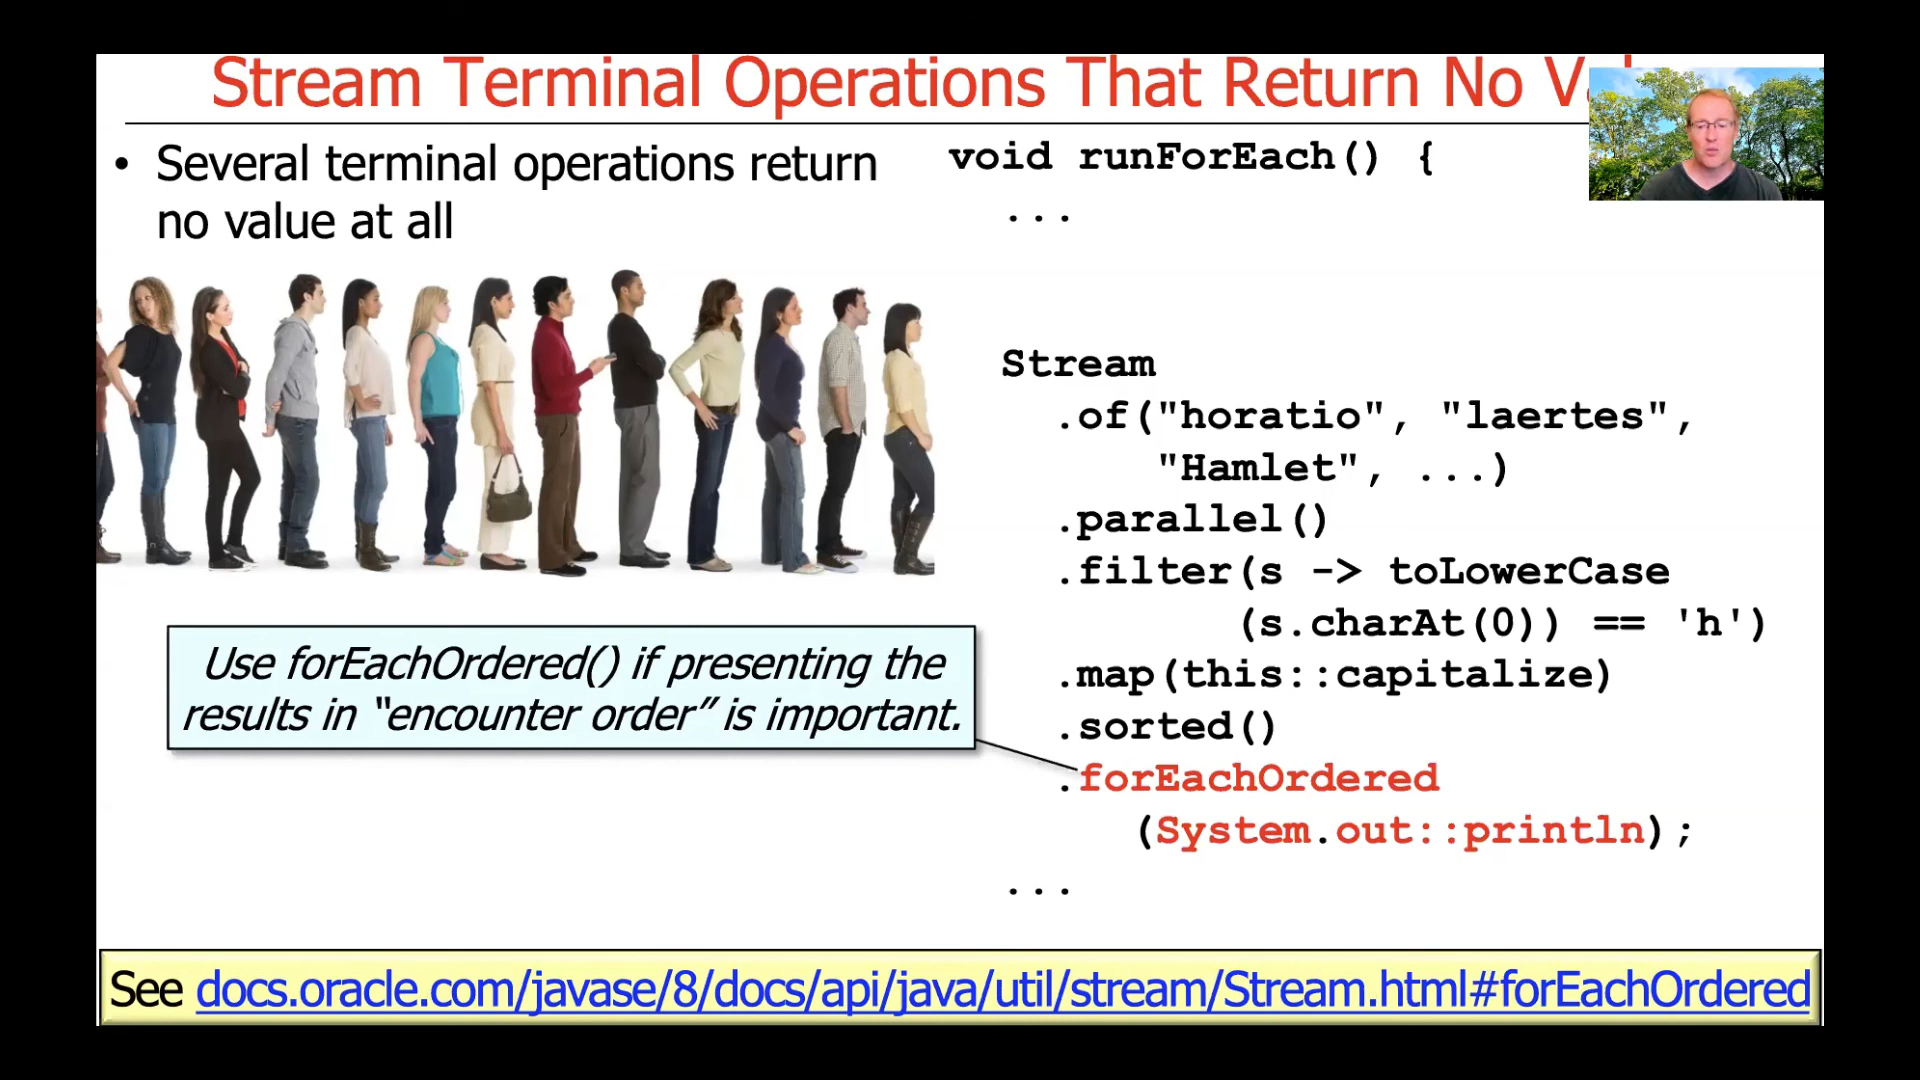 Stream Terminal Operations That Return No
• Several terminal operations return
no value at all
void runForEach() {
...
Stream
.of("horatio", "laertes",
"Hamlet", ...)
.parallel()
.filter(s -> toLowerCase
(s.charAt(0)) == 'h')
.map(this::capitalize)
.sorted()
.forEachOrdered
(System.out::println);
...
Use forEachOrdered() if presenting the
results in “encounter order” is important.
See docs.oracle.com/javase/8/docs/api/java/util/stream/Stream.html#forEachOrdered